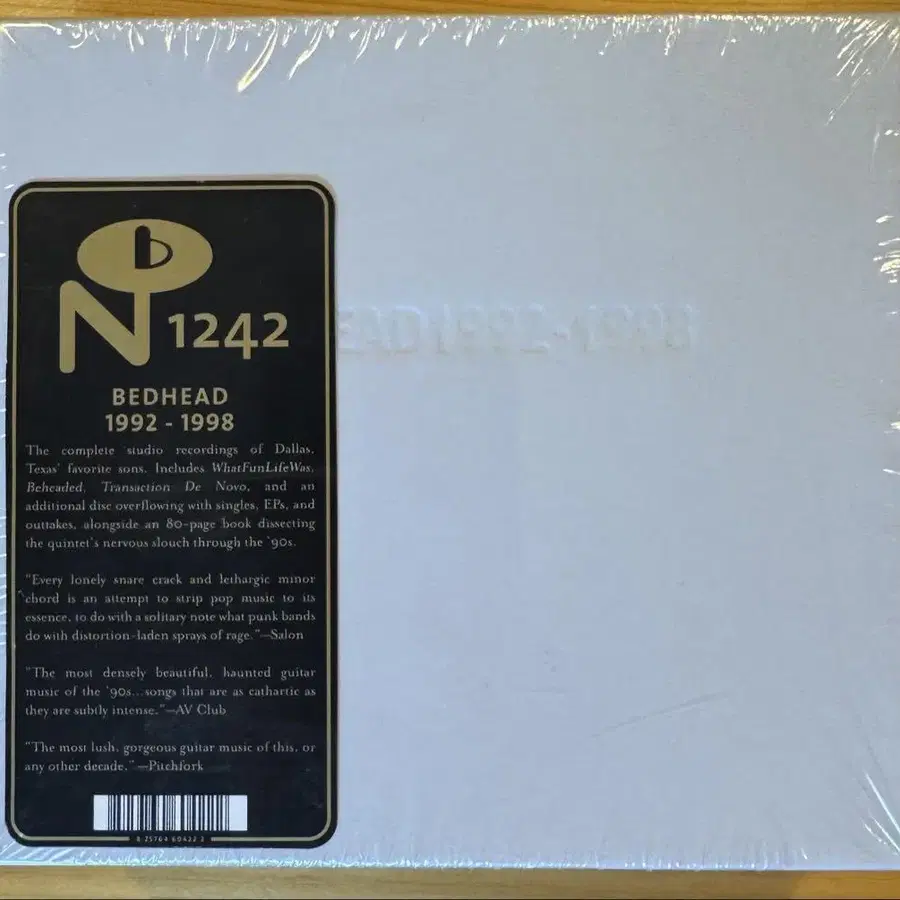 b
N 1242
BEDHEAD
1992 - 1998
The complete studio recordings of Dallas,
Texas' favorite sons. Includes WhatFunLifeWas,
Beheaded, Transaction De Novo, and an
additional disc overflowing with singles, EPs, and
outtakes, alongside an 80-page book dissecting
the quintet's nervous slouch through the '90s.
"Every lonely snare crack and lethargic minor
chord is an attempt to strip pop music to its
essence, to do with a solitary note what punk bands
do with distortion-laden sprays of rage."—Salon
"The most densely beautiful, haunted guitar
music of the '90s...songs that are as cathartic as
they are subtly intense."—AV Club
"The most lush, gorgeous guitar music of this, or
any other decade."—Pitchfork
EAD 1992-1998